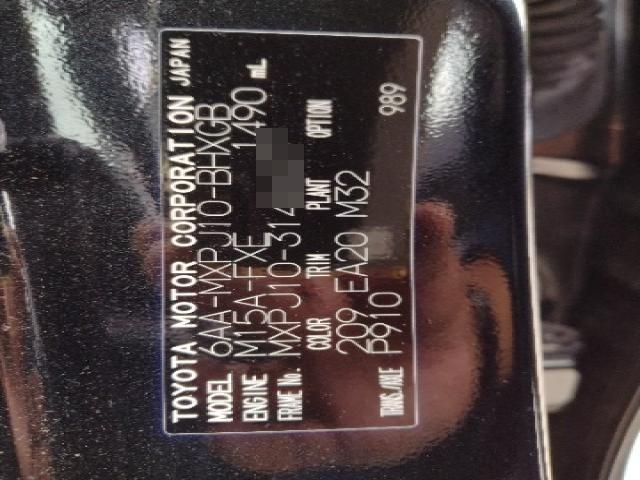 TOYOTA MOTOR CORPORATION JAPAN
MODEL 6AA-MXPJ10-BHXGB
ENGINE M15A-FXE 1490 mL
FRAME No. MXPJ10-314
COLOR TRIM PLANT OPTION
209 EA20 M32 989
TRANS/AXLE P910